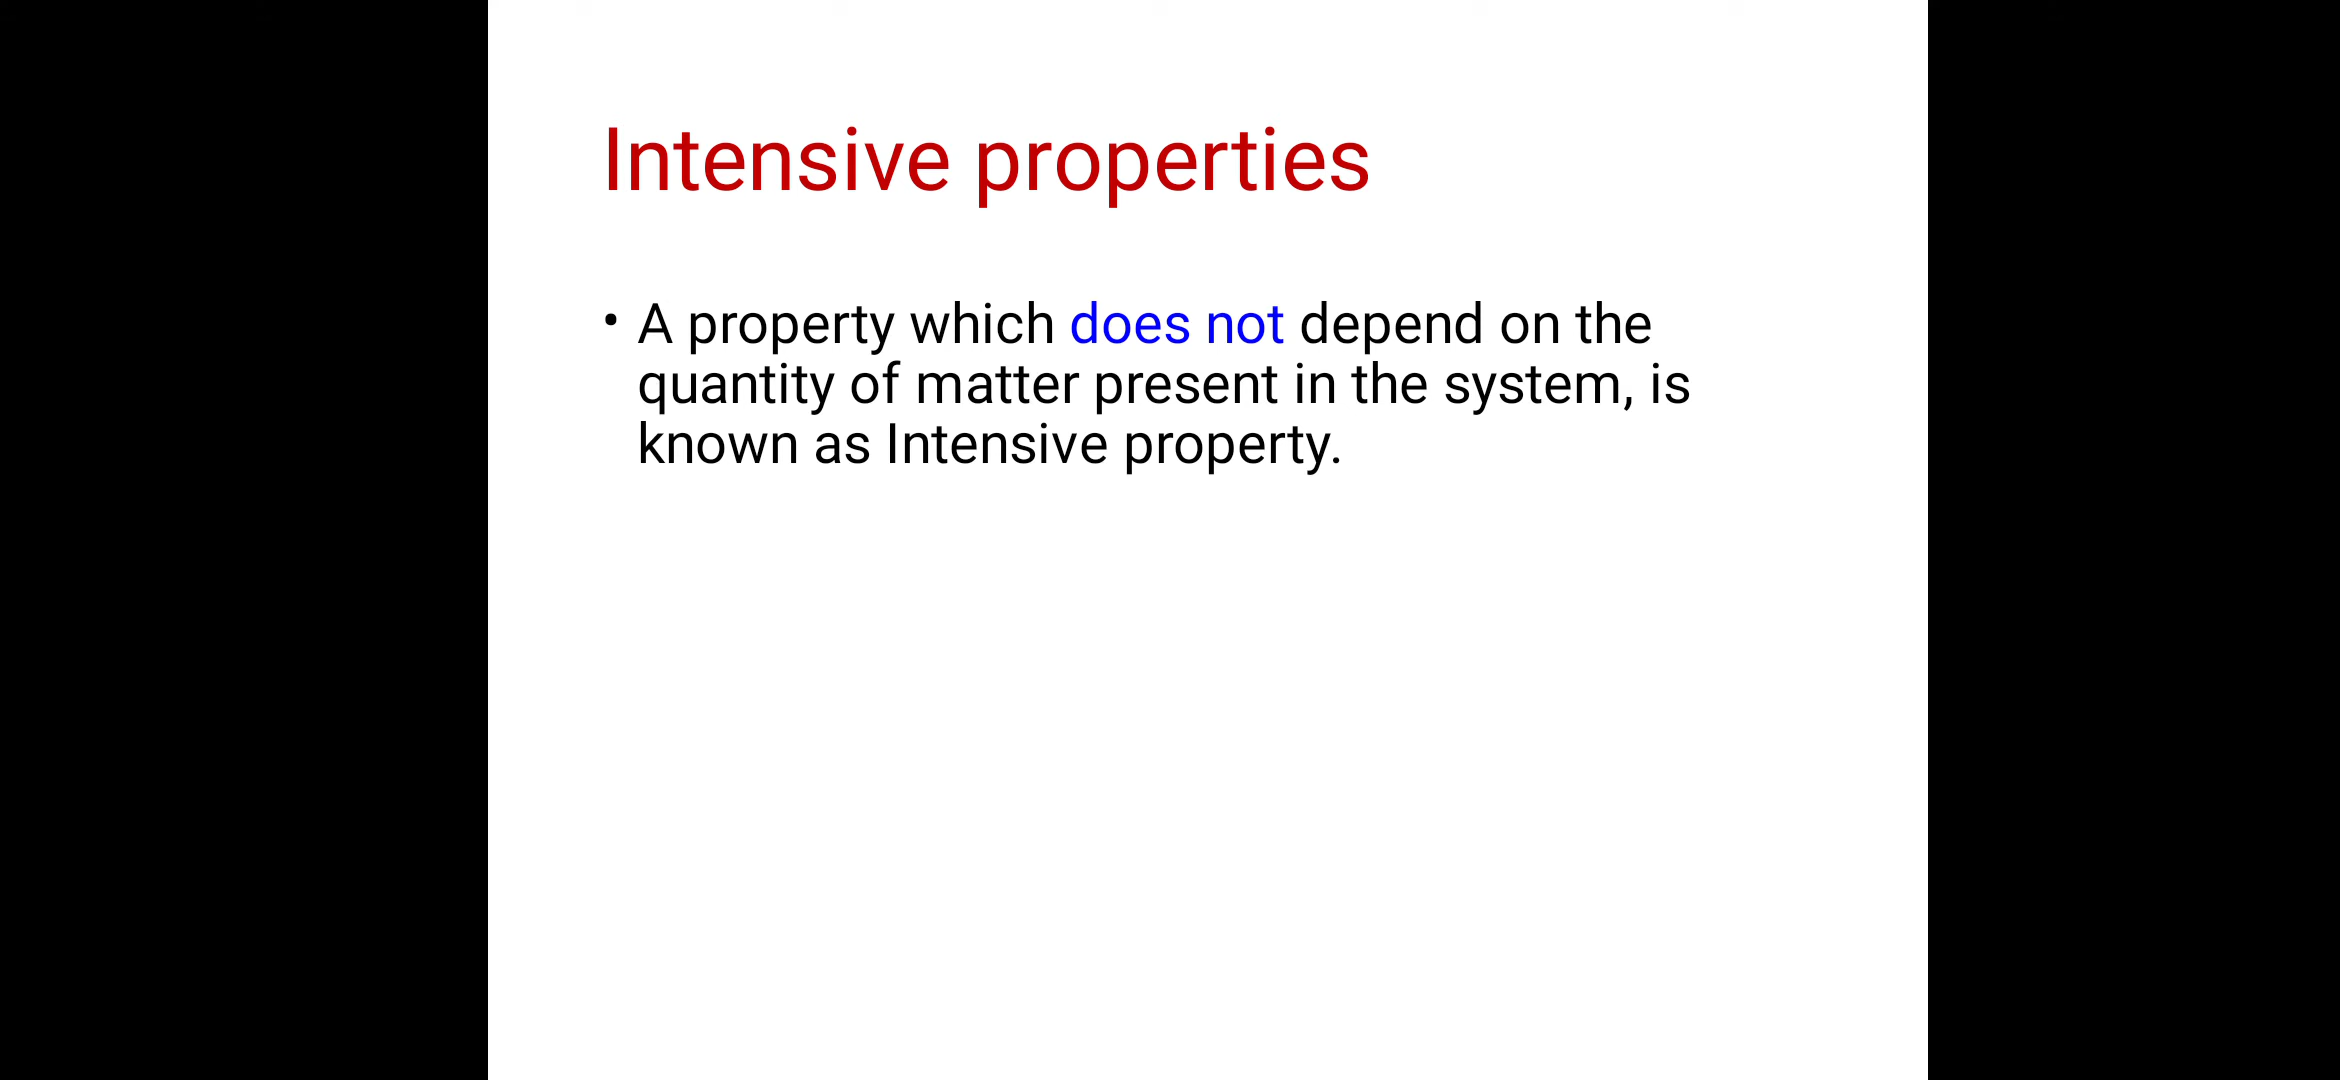 Intensive properties
• A property which does not depend on the
quantity of matter present in the system, is
known as Intensive property.